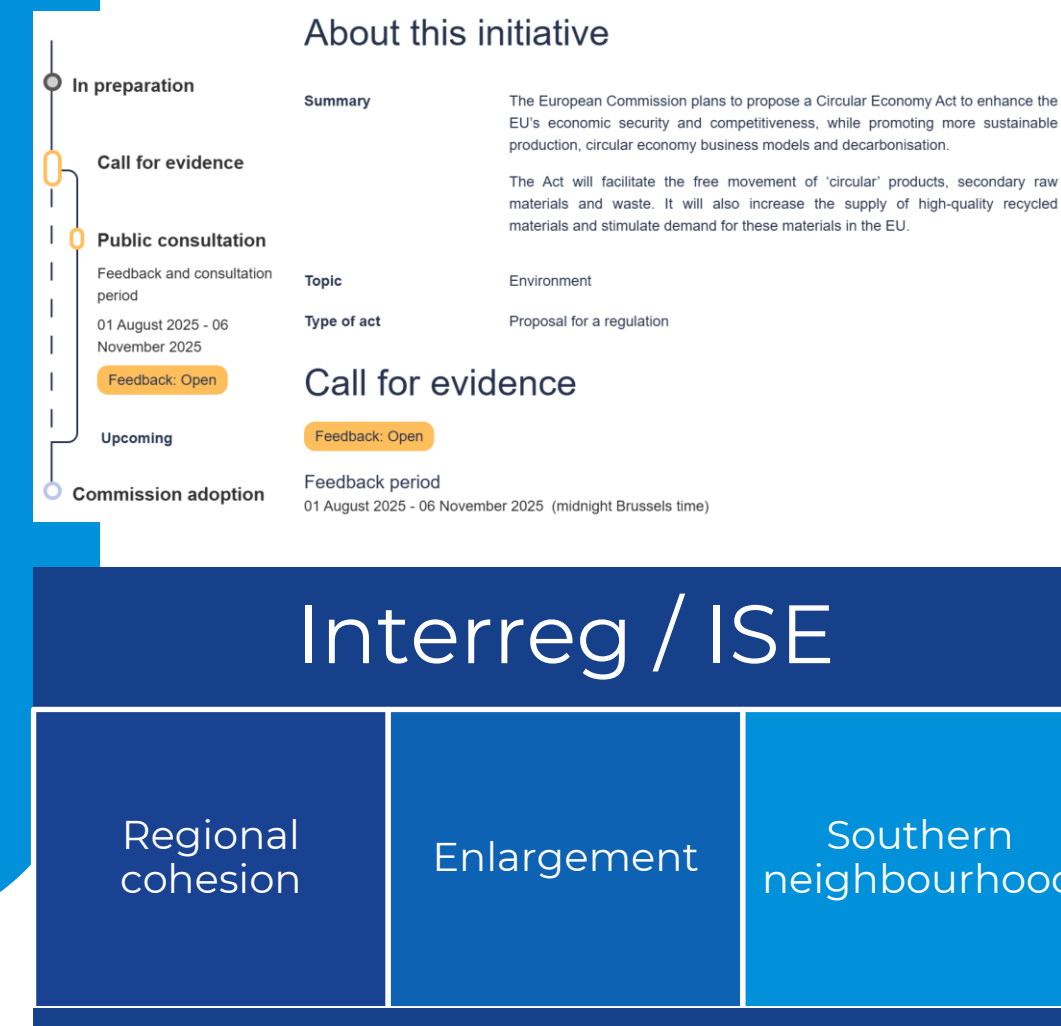 In preparation
Call for evidence
Public consultation
Feedback and consultation
period
01 August 2025 - 06
November 2025
Feedback: Open
Upcoming
Commission adoption
About this initiative
Summary
The European Commission plans to propose a Circular Economy Act to enhance the
EU's economic security and competitiveness, while promoting more sustainable
production, circular economy business models and decarbonisation.
The Act will facilitate the free movement of 'circular' products, secondary raw
materials and waste. It will also increase the supply of high-quality recycled
materials and stimulate demand for these materials in the EU.
Topic
Environment
Type of act
Proposal for a regulation
Call for evidence
Feedback: Open
Feedback period
01 August 2025 - 06 November 2025 (midnight Brussels time)
Interreg / ISE
Regional
cohesion
Enlargement
Southern
neighbourhood